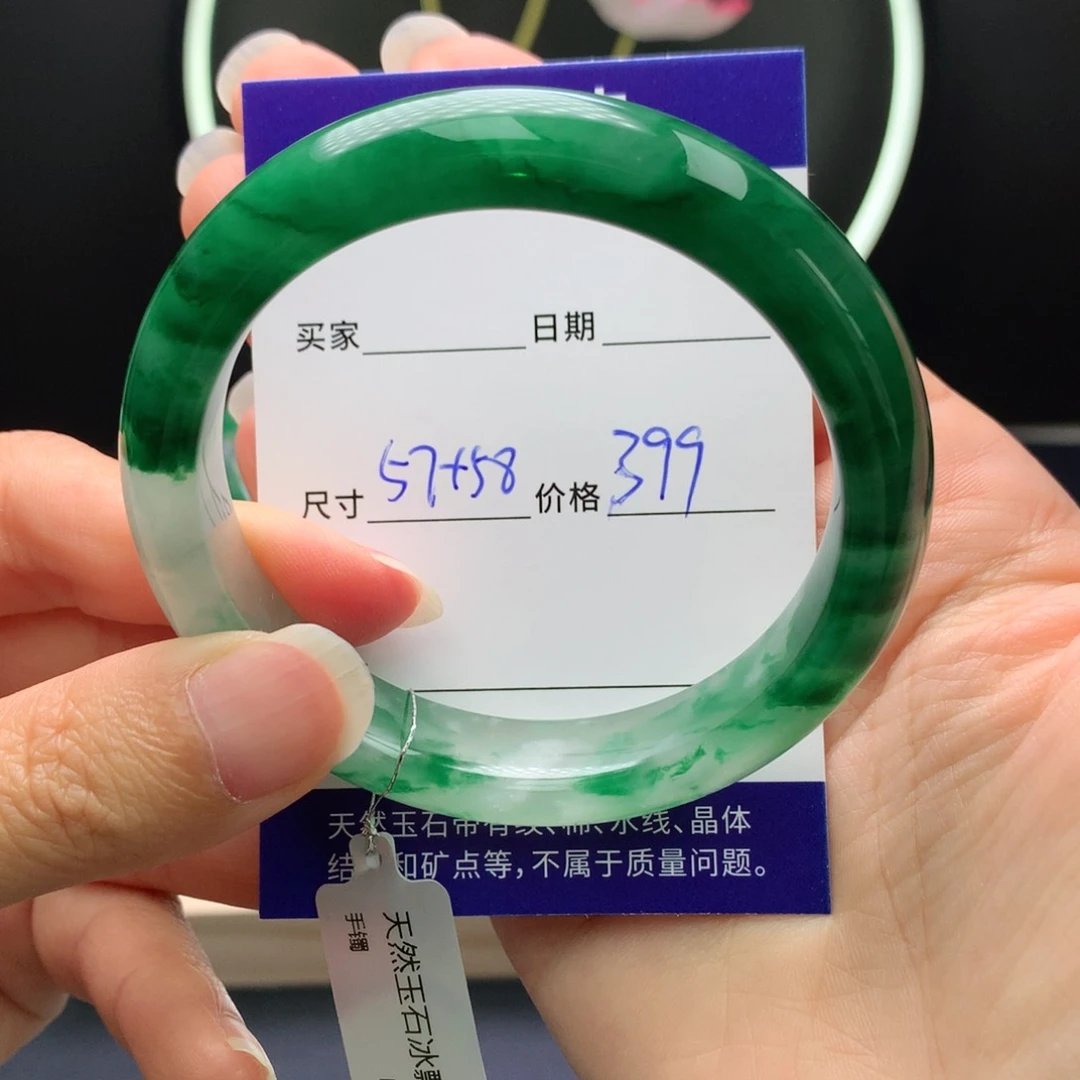 买家 日期
尺寸 57+58 价格 399
天然玉石带有纹、棉、水线、晶体
结 和矿点等，不属于质量问题。
天然玉石冰飘
手镯